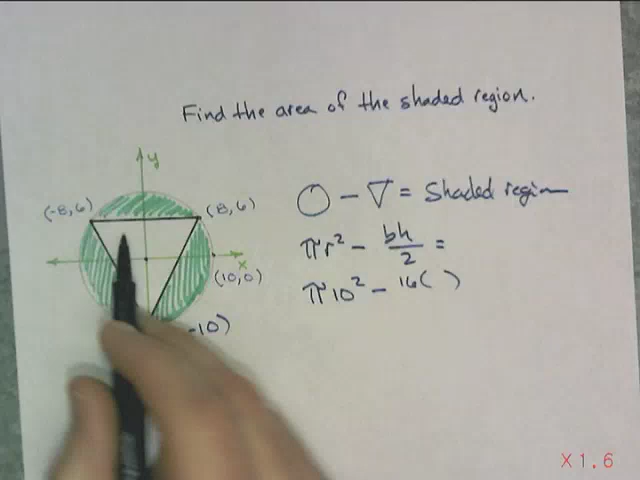 Find the area of the shaded region.
y
(-8,6)
(8,6)
x
(10,0)
-10)
○ - ▽ = Shaded region
πr² - bh/2 =
π10² - 16( )
X1.6